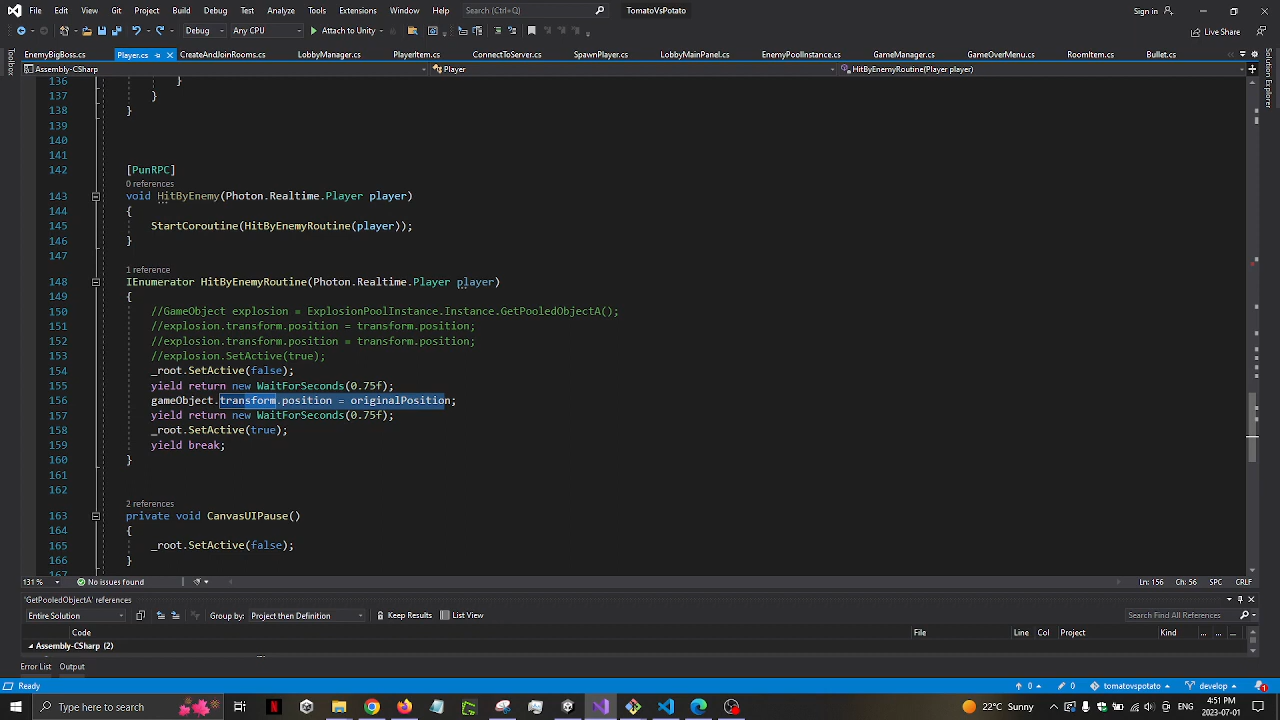 File Edit View Git Project Build Debug Test Analyze Tools Extensions Window Help Search (Ctrl+Q) TomatoVsPotato Sign in
Debug Any CPU Attach to Unity Live Share
EnemyBigBoss.cs Player.cs CreateAndJoinRooms.cs LobbyManager.cs PlayerItem.cs ConnectToServer.cs SpawnPlayer.cs LobbyMainPanel.cs EnemyPoolInstance.cs GameManager.cs GameOverMenu.cs RoomItem.cs Bullet.cs
Toolbox
Solution Explorer
Assembly-CSharp Player HitByEnemyRoutine(Player player)
136 }
137 }
138 }
139
140
141
142 [PunRPC]
0 references
143 void HitByEnemy(Photon.Realtime.Player player)
144 {
145 StartCoroutine(HitByEnemyRoutine(player));
146 }
147
1 reference
148 IEnumerator HitByEnemyRoutine(Photon.Realtime.Player player)
149 {
150 //GameObject explosion = ExplosionPoolInstance.Instance.GetPooledObjectA();
151 //explosion.transform.position = transform.position;
152 //explosion.transform.position = transform.position;
153 //explosion.SetActive(true);
154 _root.SetActive(false);
155 yield return new WaitForSeconds(0.75f);
156 gameObject.transform.position = originalPosition;
157 yield return new WaitForSeconds(0.75f);
158 _root.SetActive(true);
159 yield break;
160 }
161
162
2 references
163 private void CanvasUIPause()
164 {
165 _root.SetActive(false);
166 }
131 % No issues found Ln: 156 Ch: 56 SPC CRLF
'GetPooledObjectA' references
Entire Solution Group by: Project then Definition Keep Results List View Search Find All References
Code File Line Col Project Kind ... ... ...
Assembly-CSharp (2)
Error List Output
Ready 0 0 tomatovspotato develop 1
Type here to search 22°C Sunny 4:51 PM
2023-07-01